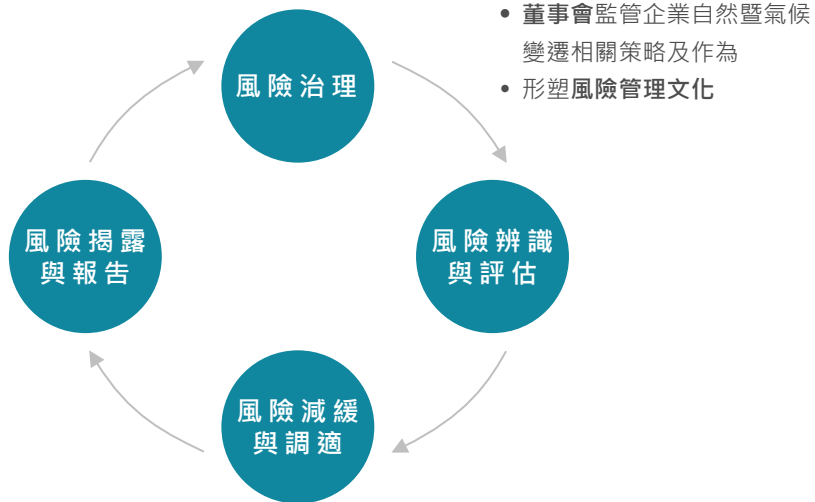 風險治理
• 董事會監管企業自然暨氣候
變遷相關策略及作為
• 形塑風險管理文化
風險辨識
與評估
風險減緩
與調適
風險揭露
與報告